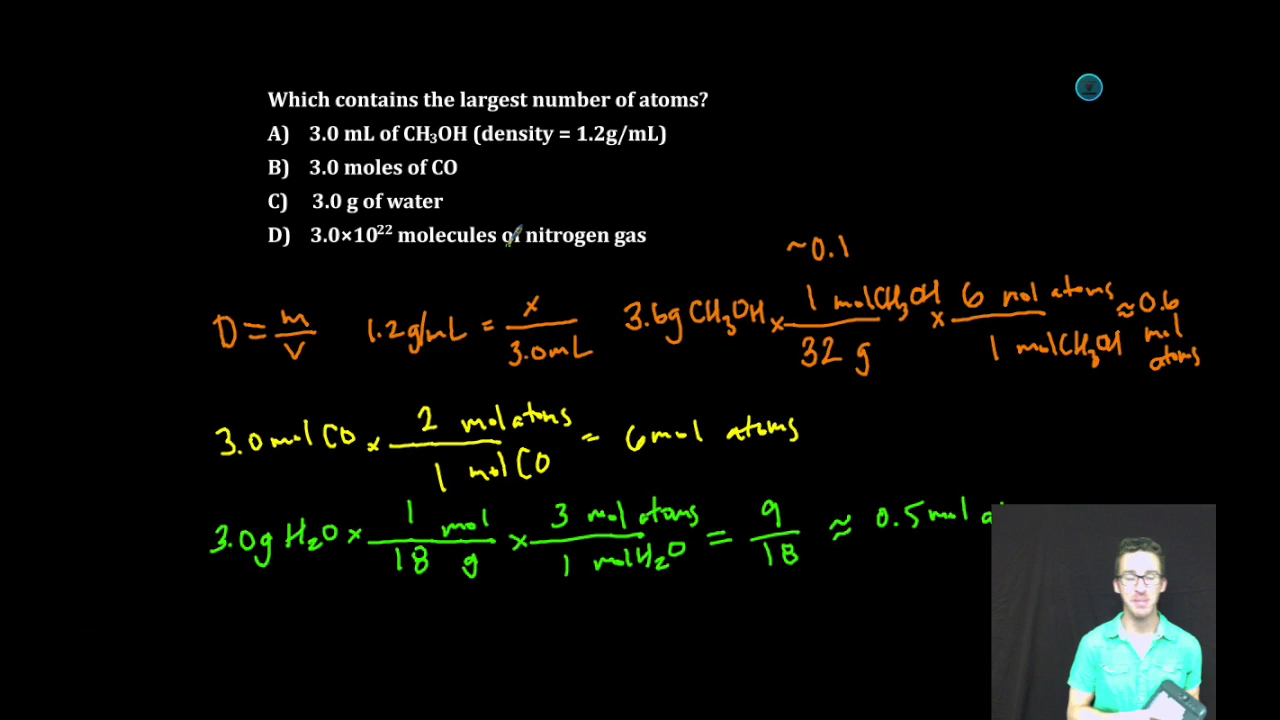 Which contains the largest number of atoms?
A) 3.0 mL of CH₃OH (density = 1.2g/mL)
B) 3.0 moles of CO
C) 3.0 g of water
D) 3.0×10²² molecules of nitrogen gas
~0.1
D = m/V 1.2g/mL = x/3.0mL 3.6g CH₃OH × 1 mol CH₃OH/32 g × 6 mol atoms/1 mol CH₃OH ≈ 0.6 mol atoms
3.0 mol CO × 2 mol atoms/1 mol CO = 6 mol atoms
3.0g H₂O × 1 mol/18 g × 3 mol atoms/1 mol H₂O = 9/18 ≈ 0.5 mol a